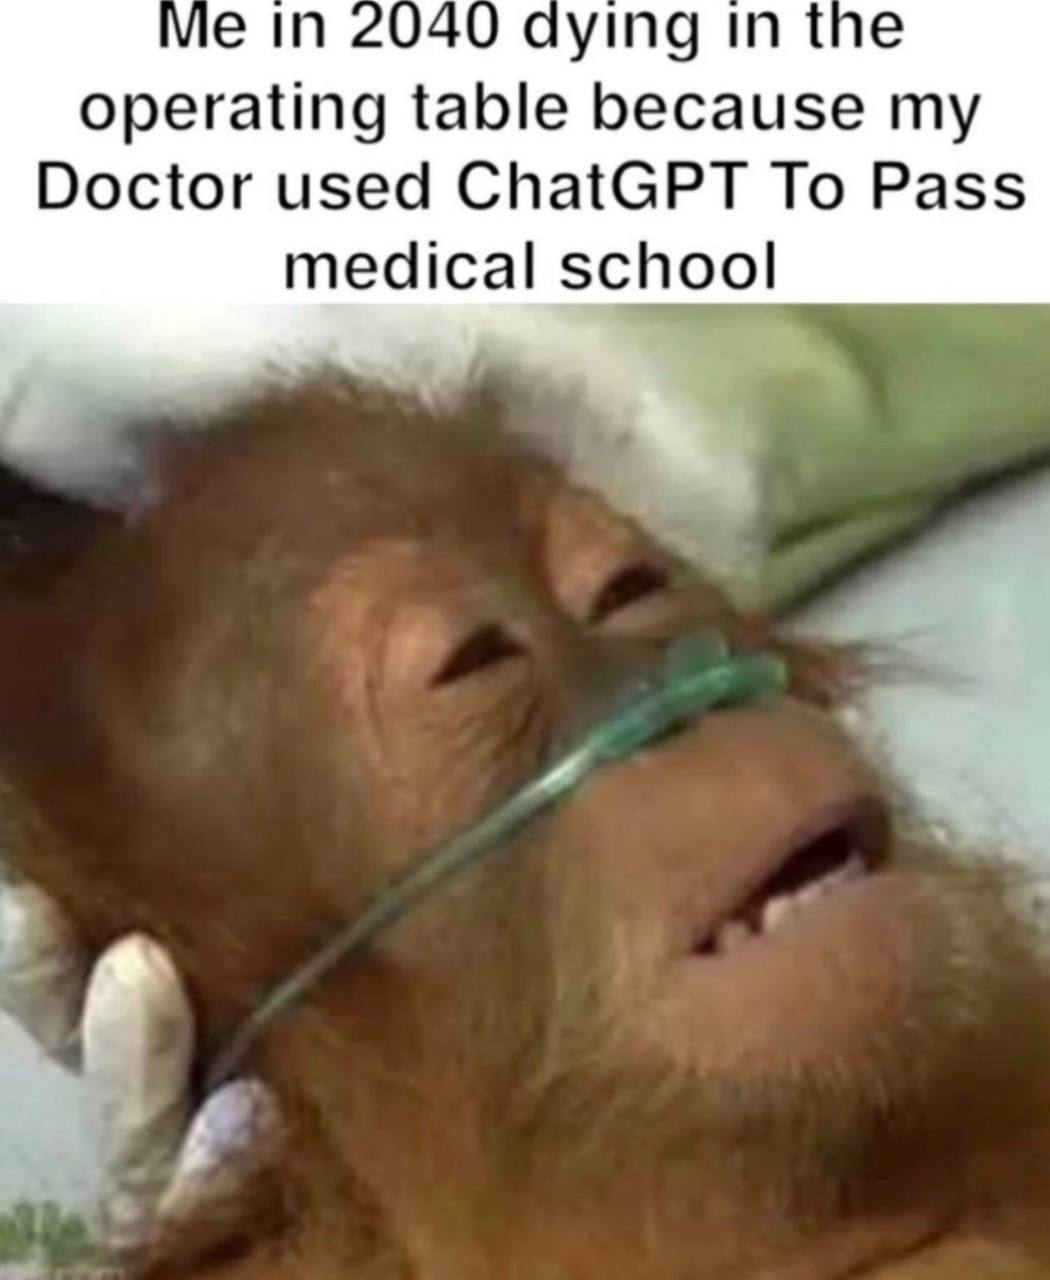 Me in 2040 dying in the
operating table because my
Doctor used ChatGPT To Pass
medical school